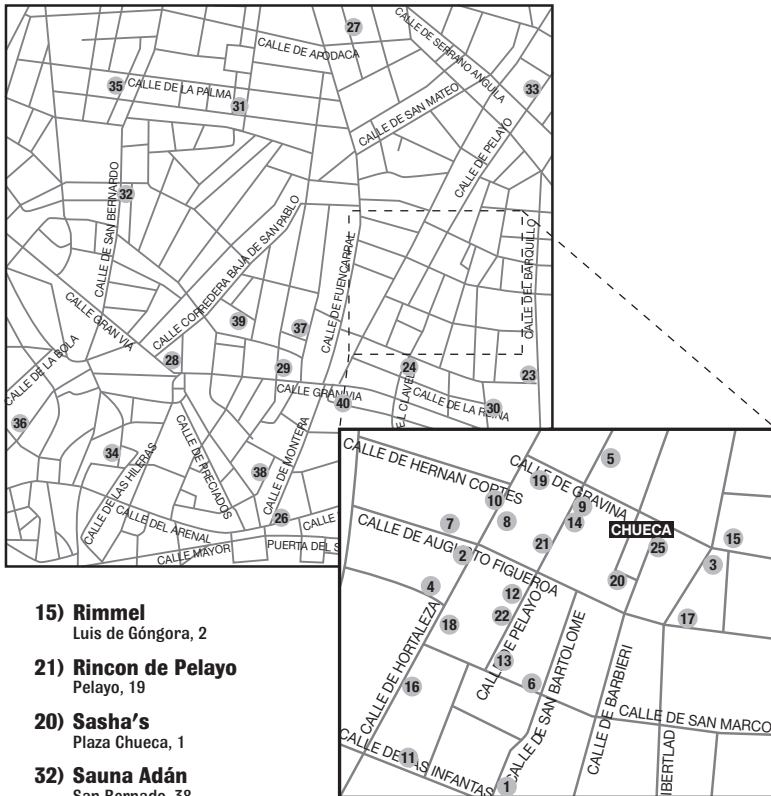 27
CALLE DE APODACA
CALLE DE SERRANO ANGUILA
35
CALLE DE LA PALMA
31
33
CALLE DE SAN MATEO
CALLE DE PELAYO
32
CALLE DE SAN BERNARDO
CALLE CORREDERA BAJA DE SAN PABLO
CALLE DE FUENCARRAL
CALLE DEL BARQUILLO
CALLE GRAN VIA
39
37
CALLE DE LA BOLA
28
29
24
23
CALLE GRAN VIA
40
EL CLAVEL
CALLE DE LA REINA
30
36
34
CALLE DE LAS HILERAS
CALLE DE PRECIADOS
38
CALLE DE MONTERA
26
CALLE DEL ARENAL
CALLE
CALLE MAYOR
PUERTA DEL S
5
CALLE DE HERNAN CORTES
19
CALLE DE GRAVINA
10
9
7
8
14
CHUECA
15
CALLE DE AUGUSTO FIGUEROA
2
21
25
3
4
12
20
22
17
18
CALLE DE HORTALEZA
CALLE DE PELAYO
13
6
16
CALLE DE SAN BARTOLOME
CALLE DE BARBIERI
CALLE DE SAN MARCO
11
CALLE DE LAS INFANTAS
1
IBERTLAD
15) Rimmel
Luis de Góngora, 2
21) Rincon de Pelayo
Pelayo, 19
20) Sasha's
Plaza Chueca, 1
32) Sauna Adán
San Bernado, 38